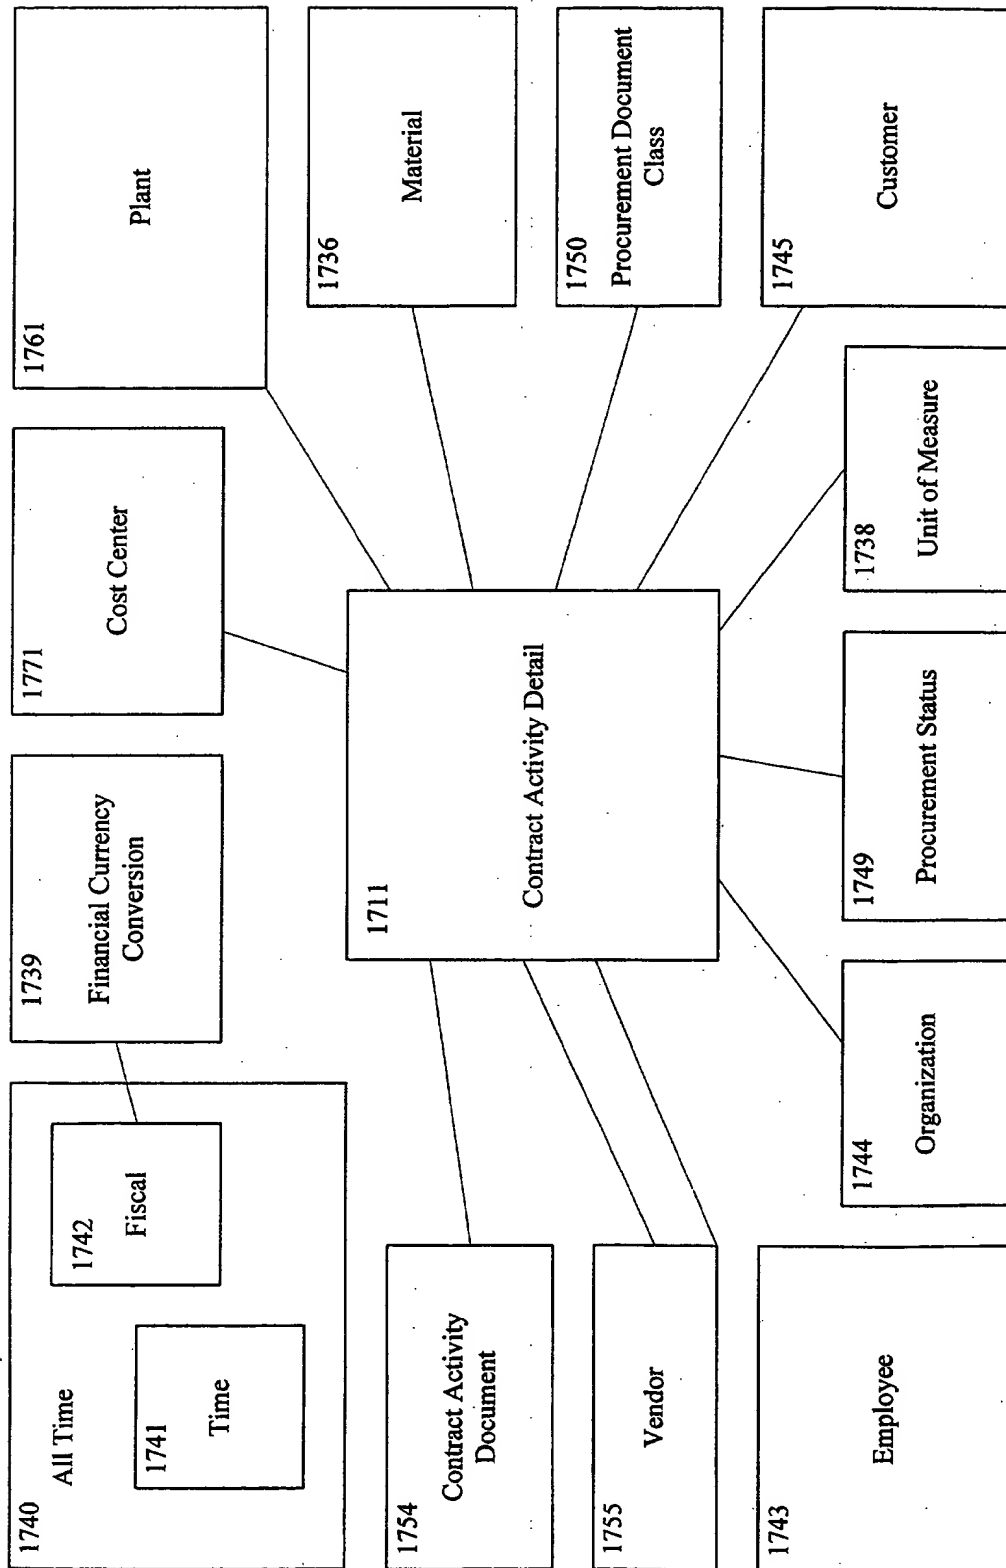 1740
All Time
1741
Time
1742
Fiscal
1739
Financial Currency
Conversion
1771
Cost Center
1761
Plant
1754
Contract Activity
Document
1711
Contract Activity Detail
1736
Material
1755
Vendor
1750
Procurement Document
Class
1743
Employee
1744
Organization
1749
Procurement Status
1738
Unit of Measure
1745
Customer